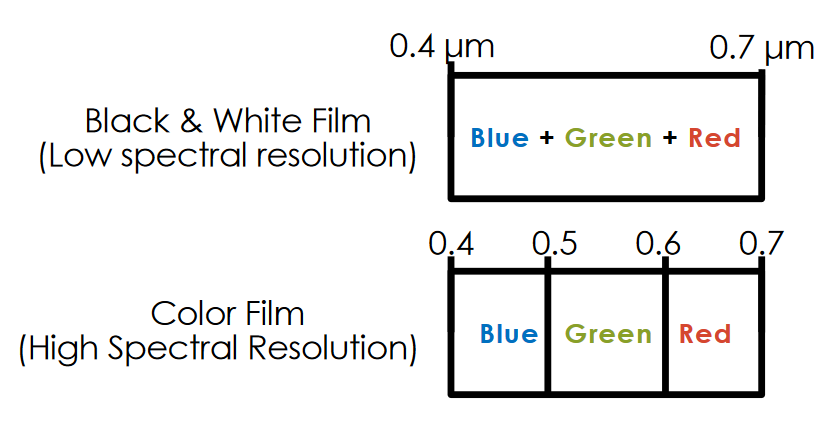 0.4 µm 0.7 µm
Black & White Film
(Low spectral resolution)
Blue + Green + Red
0.4 0.5 0.6 0.7
Color Film
(High Spectral Resolution)
Blue Green Red